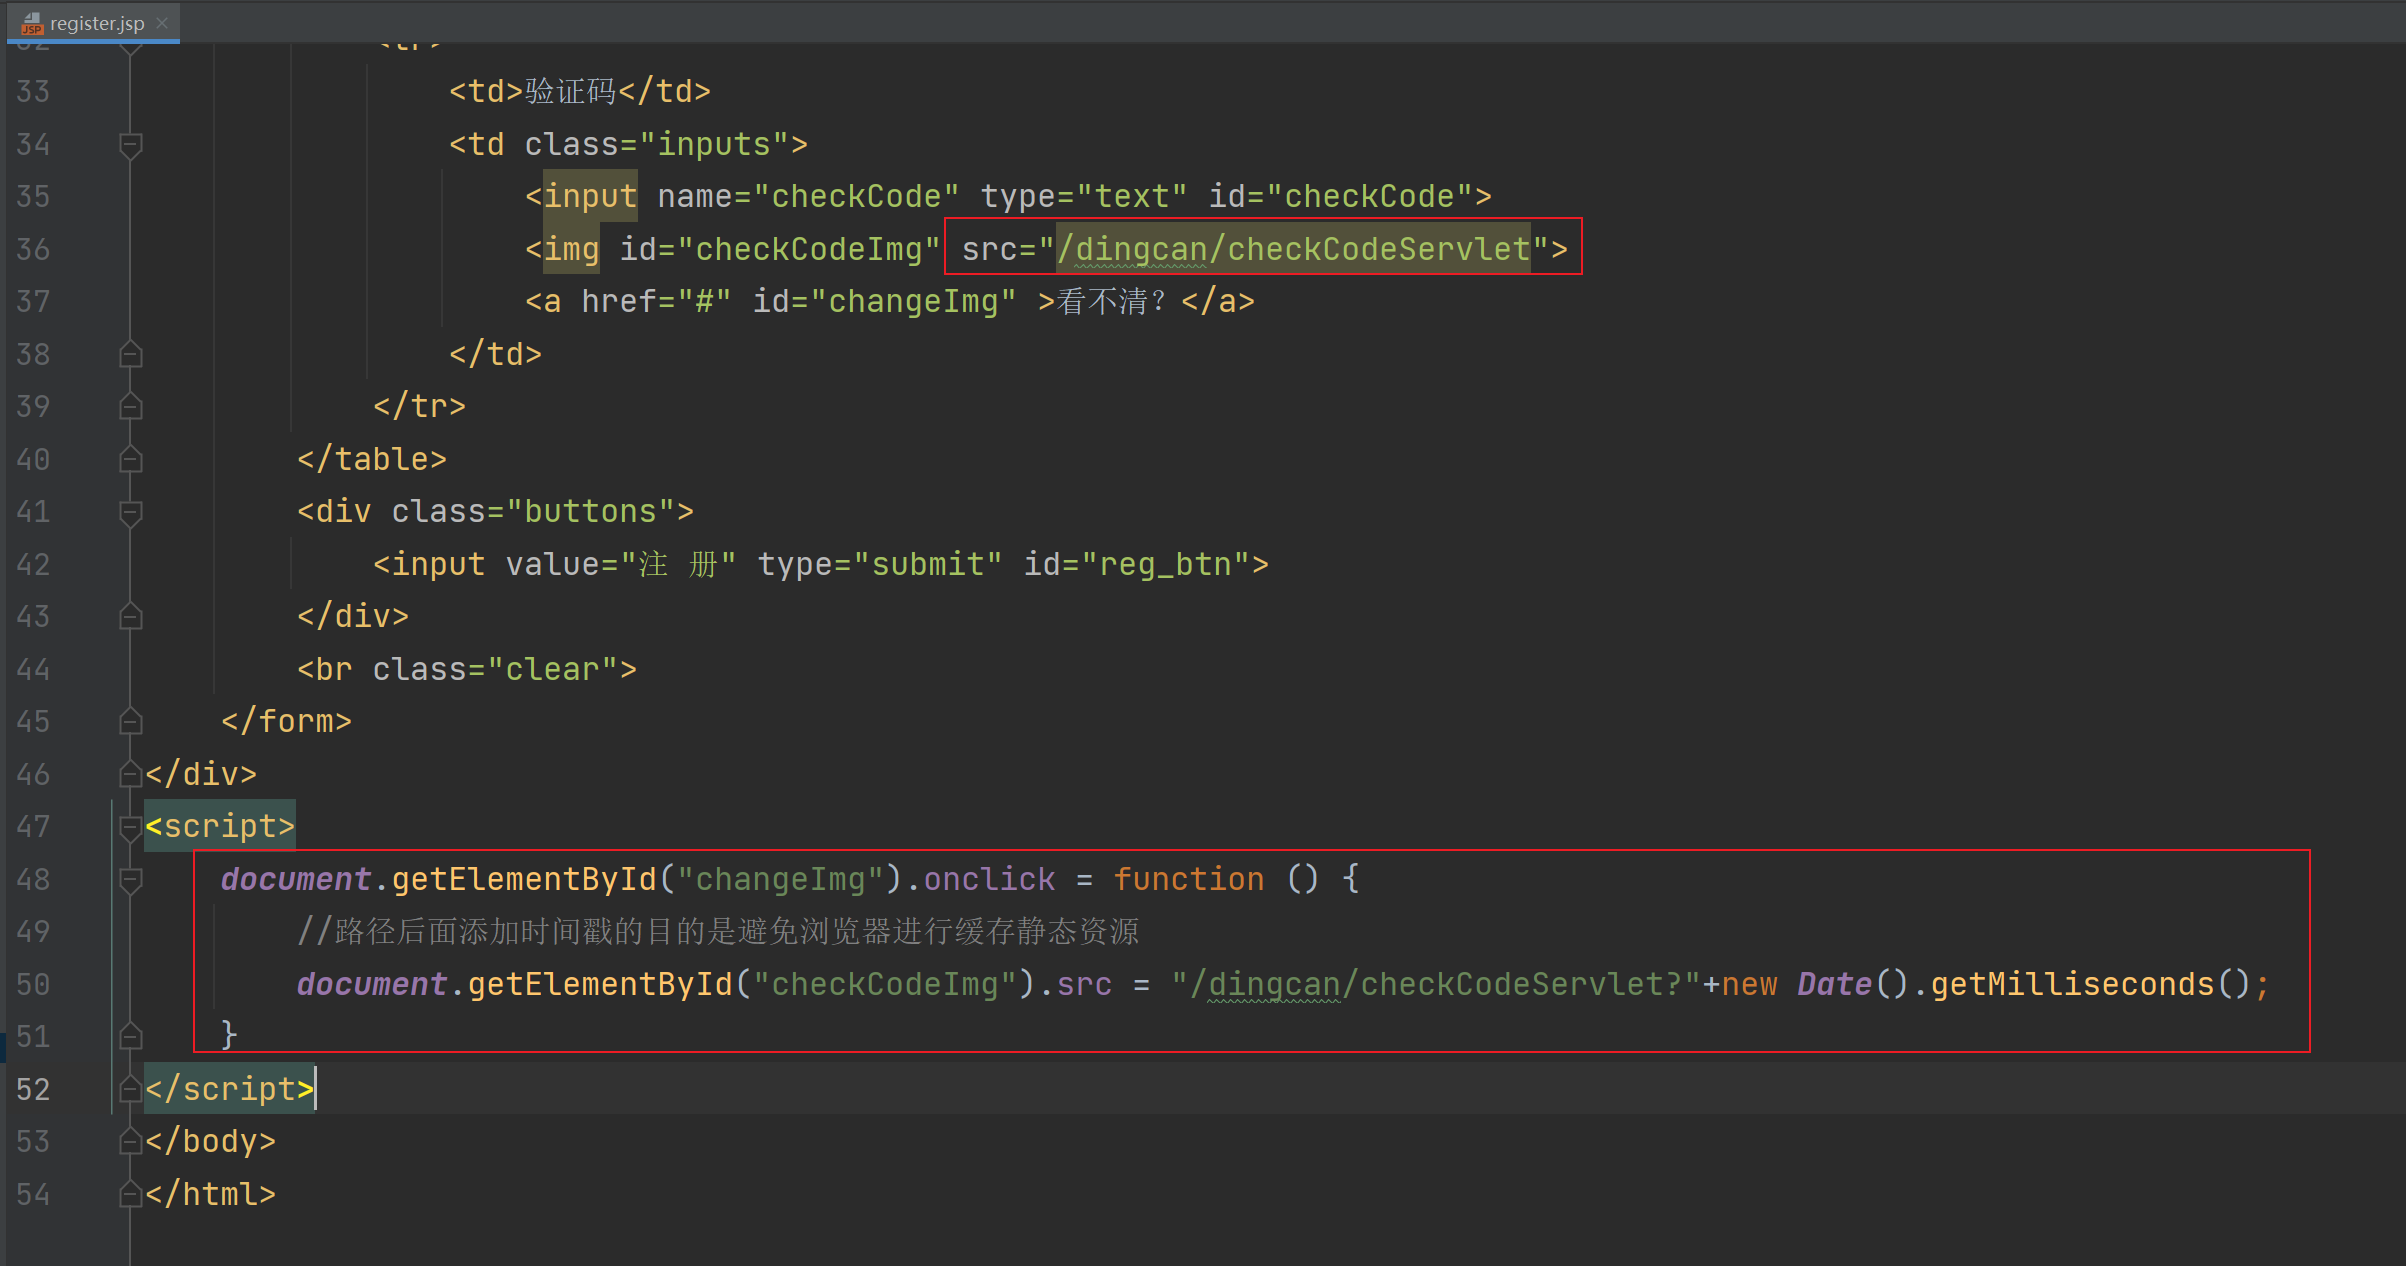 register.jsp
32 <tr>
33 <td>验证码</td>
34 <td class="inputs">
35 <input name="checkCode" type="text" id="checkCode">
36 <img id="checkCodeImg" src="/dingcan/checkCodeServlet">
37 <a href="#" id="changeImg" >看不清？</a>
38 </td>
39 </tr>
40 </table>
41 <div class="buttons">
42 <input value="注 册" type="submit" id="reg_btn">
43 </div>
44 <br class="clear">
45 </form>
46 </div>
47 <script>
48 document.getElementById("changeImg").onclick = function () {
49 //路径后面添加时间戳的目的是避免浏览器进行缓存静态资源
50 document.getElementById("checkCodeImg").src = "/dingcan/checkCodeServlet?"+new Date().getMilliseconds();
51 }
52 </script>
53 </body>
54 </html>